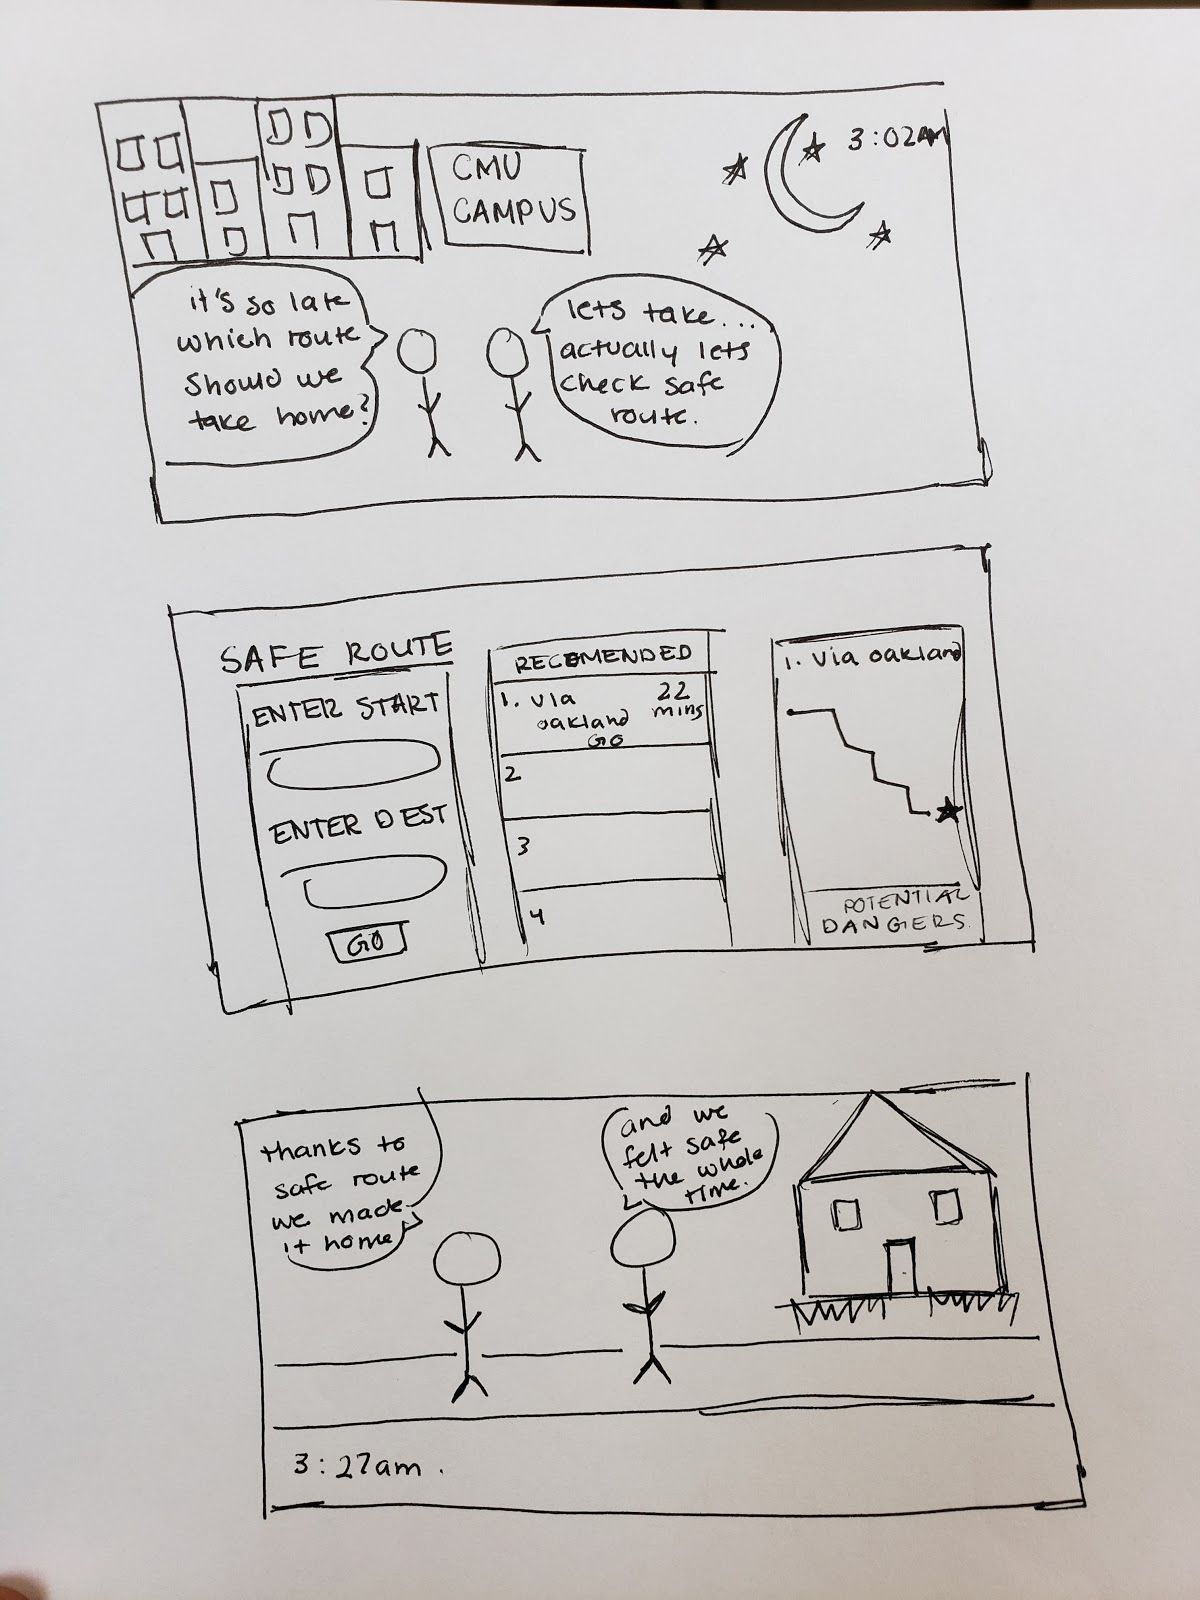 CMU
CAMPUS
3:02AM
it's so late
which route
should we
take home?
lets take...
actually lets
check safe
route.
SAFE ROUTE
ENTER START
ENTER DEST
GO
RECOMENDED
1. via 22
oakland mins
GO
2
3
4
1. via oakland
POTENTIAL
DANGERS.
thanks to
safe route
we made
it home
and we
felt safe
the whole
time.
3:27am.